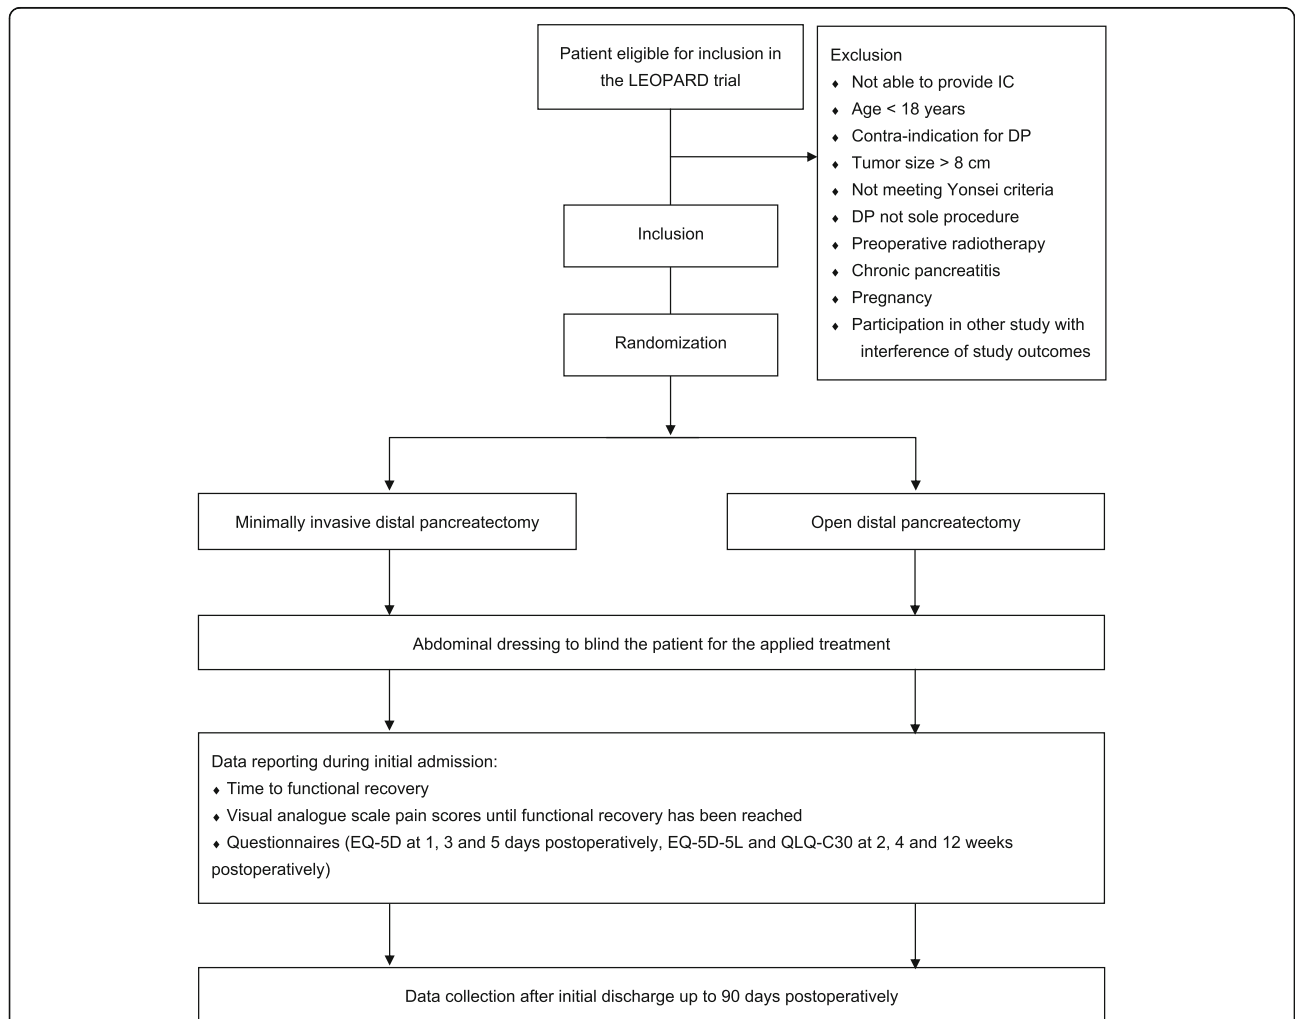 Patient eligible for inclusion in
the LEOPARD trial
Exclusion
♦ Not able to provide IC
♦ Age < 18 years
♦ Contra-indication for DP
♦ Tumor size > 8 cm
♦ Not meeting Yonsei criteria
♦ DP not sole procedure
♦ Preoperative radiotherapy
♦ Chronic pancreatitis
♦ Pregnancy
♦ Participation in other study with
interference of study outcomes
Inclusion
Randomization
Minimally invasive distal pancreatectomy
Open distal pancreatectomy
Abdominal dressing to blind the patient for the applied treatment
Data reporting during initial admission:
♦ Time to functional recovery
♦ Visual analogue scale pain scores until functional recovery has been reached
♦ Questionnaires (EQ-5D at 1, 3 and 5 days postoperatively, EQ-5D-5L and QLQ-C30 at 2, 4 and 12 weeks
postoperatively)
Data collection after initial discharge up to 90 days postoperatively